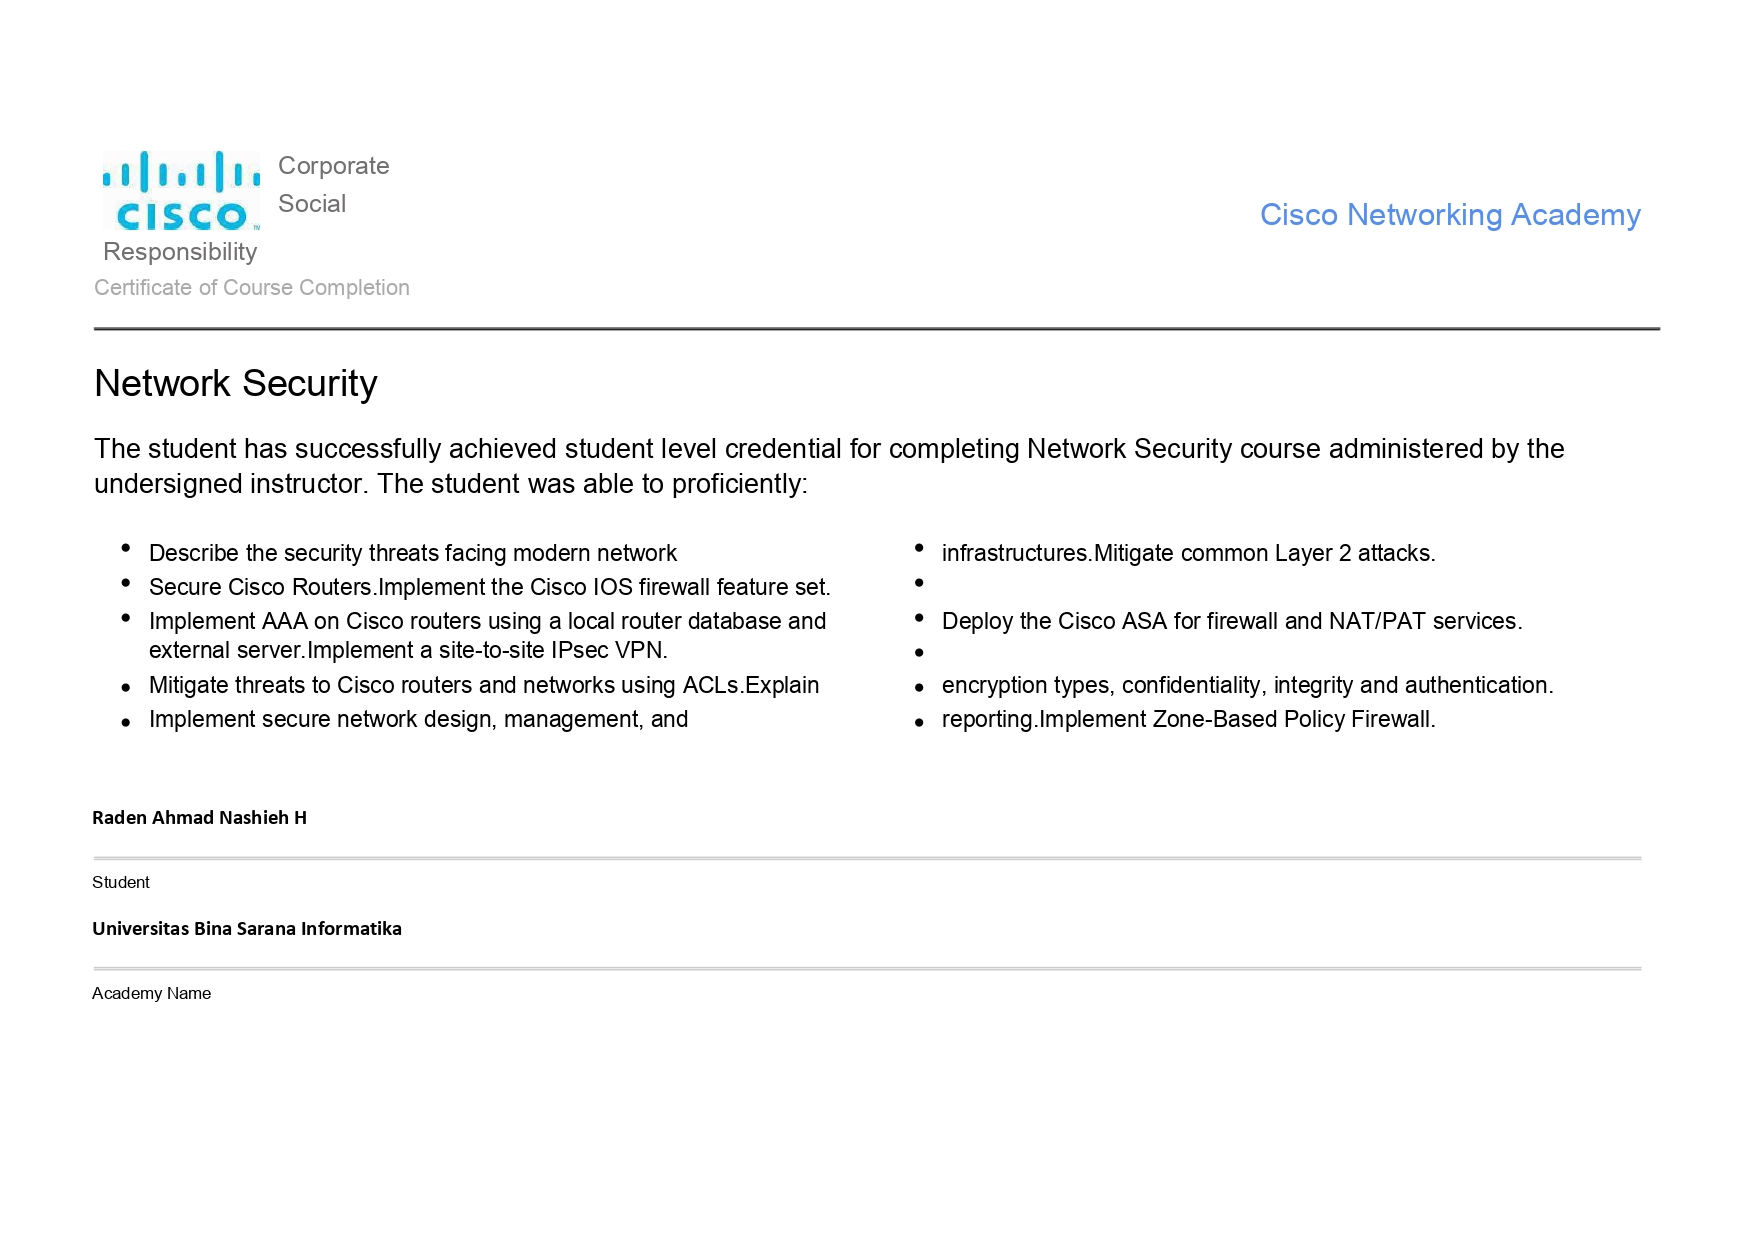 CISCO
Corporate
Social
Responsibility
Certificate of Course Completion
Cisco Networking Academy
Network Security
The student has successfully achieved student level credential for completing Network Security course administered by the
undersigned instructor. The student was able to proficiently:
• Describe the security threats facing modern network
• Secure Cisco Routers.Implement the Cisco IOS firewall feature set.
• Implement AAA on Cisco routers using a local router database and
external server.Implement a site-to-site IPsec VPN.
• Mitigate threats to Cisco routers and networks using ACLs.Explain
• Implement secure network design, management, and
• infrastructures.Mitigate common Layer 2 attacks.
•
• Deploy the Cisco ASA for firewall and NAT/PAT services.
•
• encryption types, confidentiality, integrity and authentication.
• reporting.Implement Zone-Based Policy Firewall.
Raden Ahmad Nashieh H
Student
Universitas Bina Sarana Informatika
Academy Name